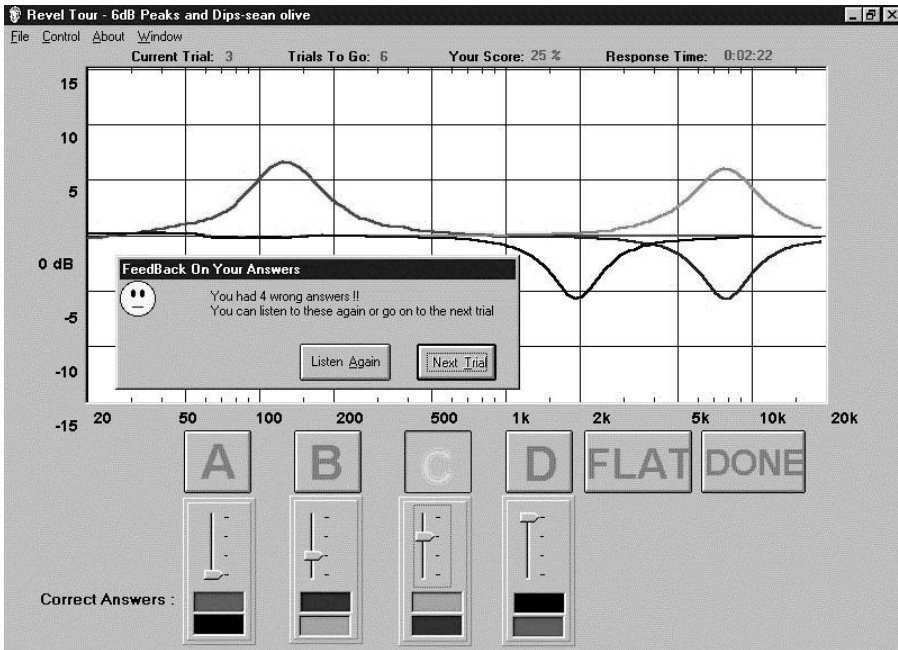 Revel Tour - 6dB Peaks and Dips-sean olive
File Control About Window
Current Trial: 3 Trials To Go: 6 Your Score: 25 % Response Time: 0:02:22
15
10
5
0 dB
-5
-10
-15
FeedBack On Your Answers
You had 4 wrong answers !!
You can listen to these again or go on to the next trial
Listen Again Next Trial
20 50 100 200 500 1k 2k 5k 10k 20k
A B C D FLAT DONE
Correct Answers :